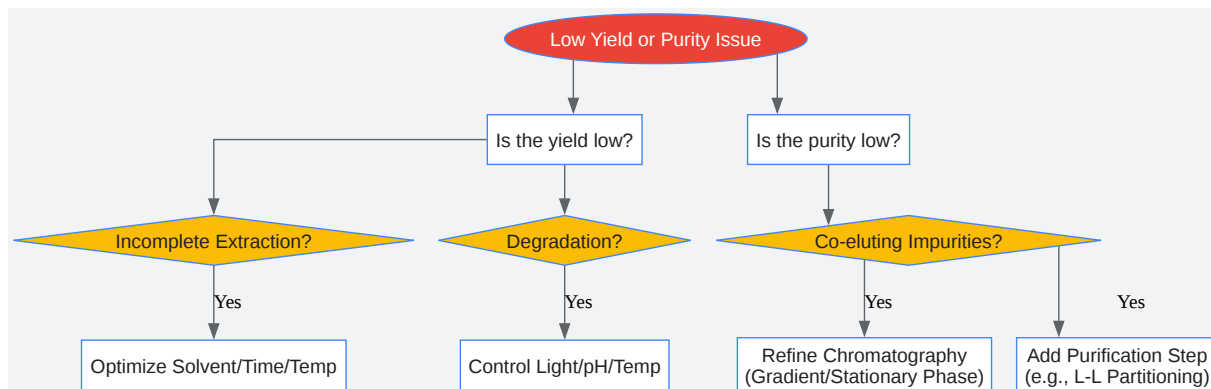 Low Yield or Purity Issue
Is the yield low?
Is the purity low?
Incomplete Extraction?
Degradation?
Co-eluting Impurities?
Yes
Yes
Yes
Yes
Optimize Solvent/Time/Temp
Control Light/pH/Temp
Refine Chromatography
(Gradient/Stationary Phase)
Add Purification Step
(e.g., L-L Partitioning)